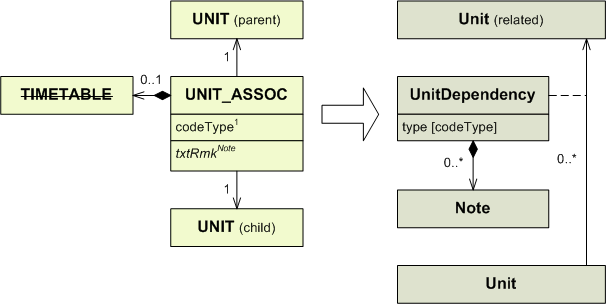 UNIT (parent)
Unit (related)
1
0..1
TIMETABLE
UNIT_ASSOC
codeType1
txtRmkNote
UnitDependency
type [codeType]
0..*
0..*
1
Note
UNIT (child)
Unit